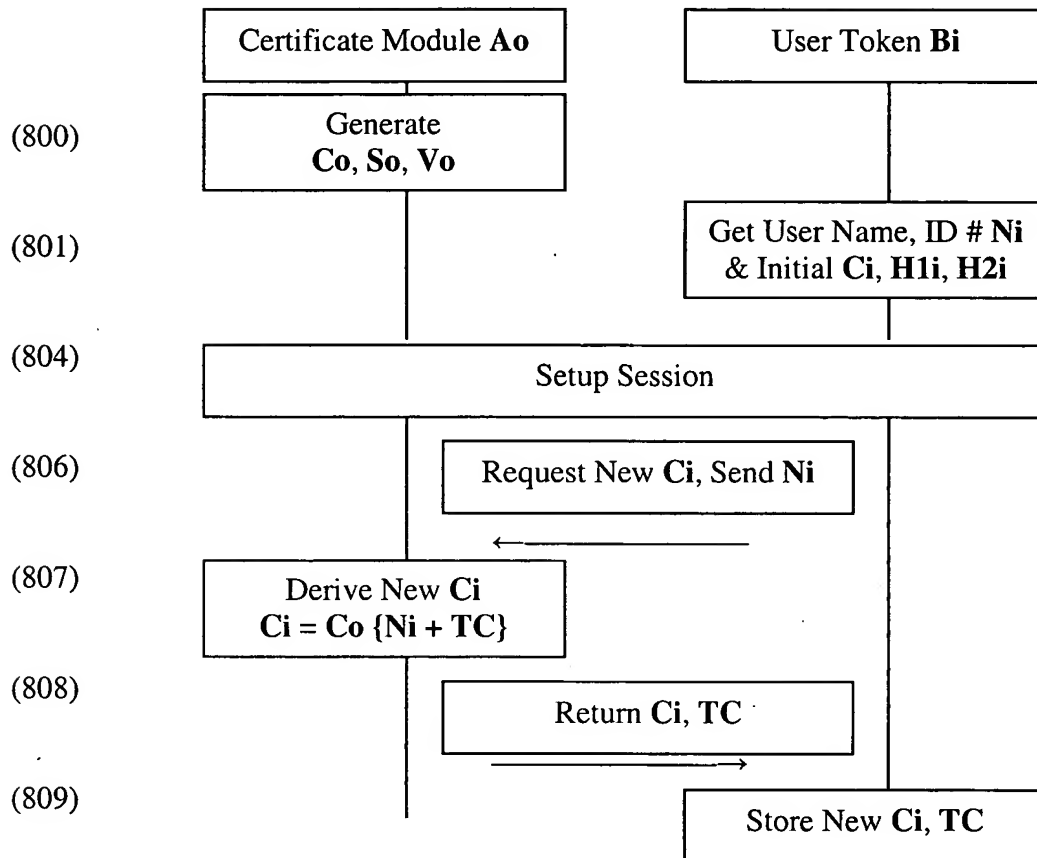 Certificate Module Ao
User Token Bi
(800)
Generate
Co, So, Vo
(801)
Get User Name, ID # Ni
& Initial Ci, H1i, H2i
(804)
Setup Session
(806)
Request New Ci, Send Ni
(807)
Derive New Ci
Ci = Co {Ni + TC}
(808)
Return Ci, TC
(809)
Store New Ci, TC